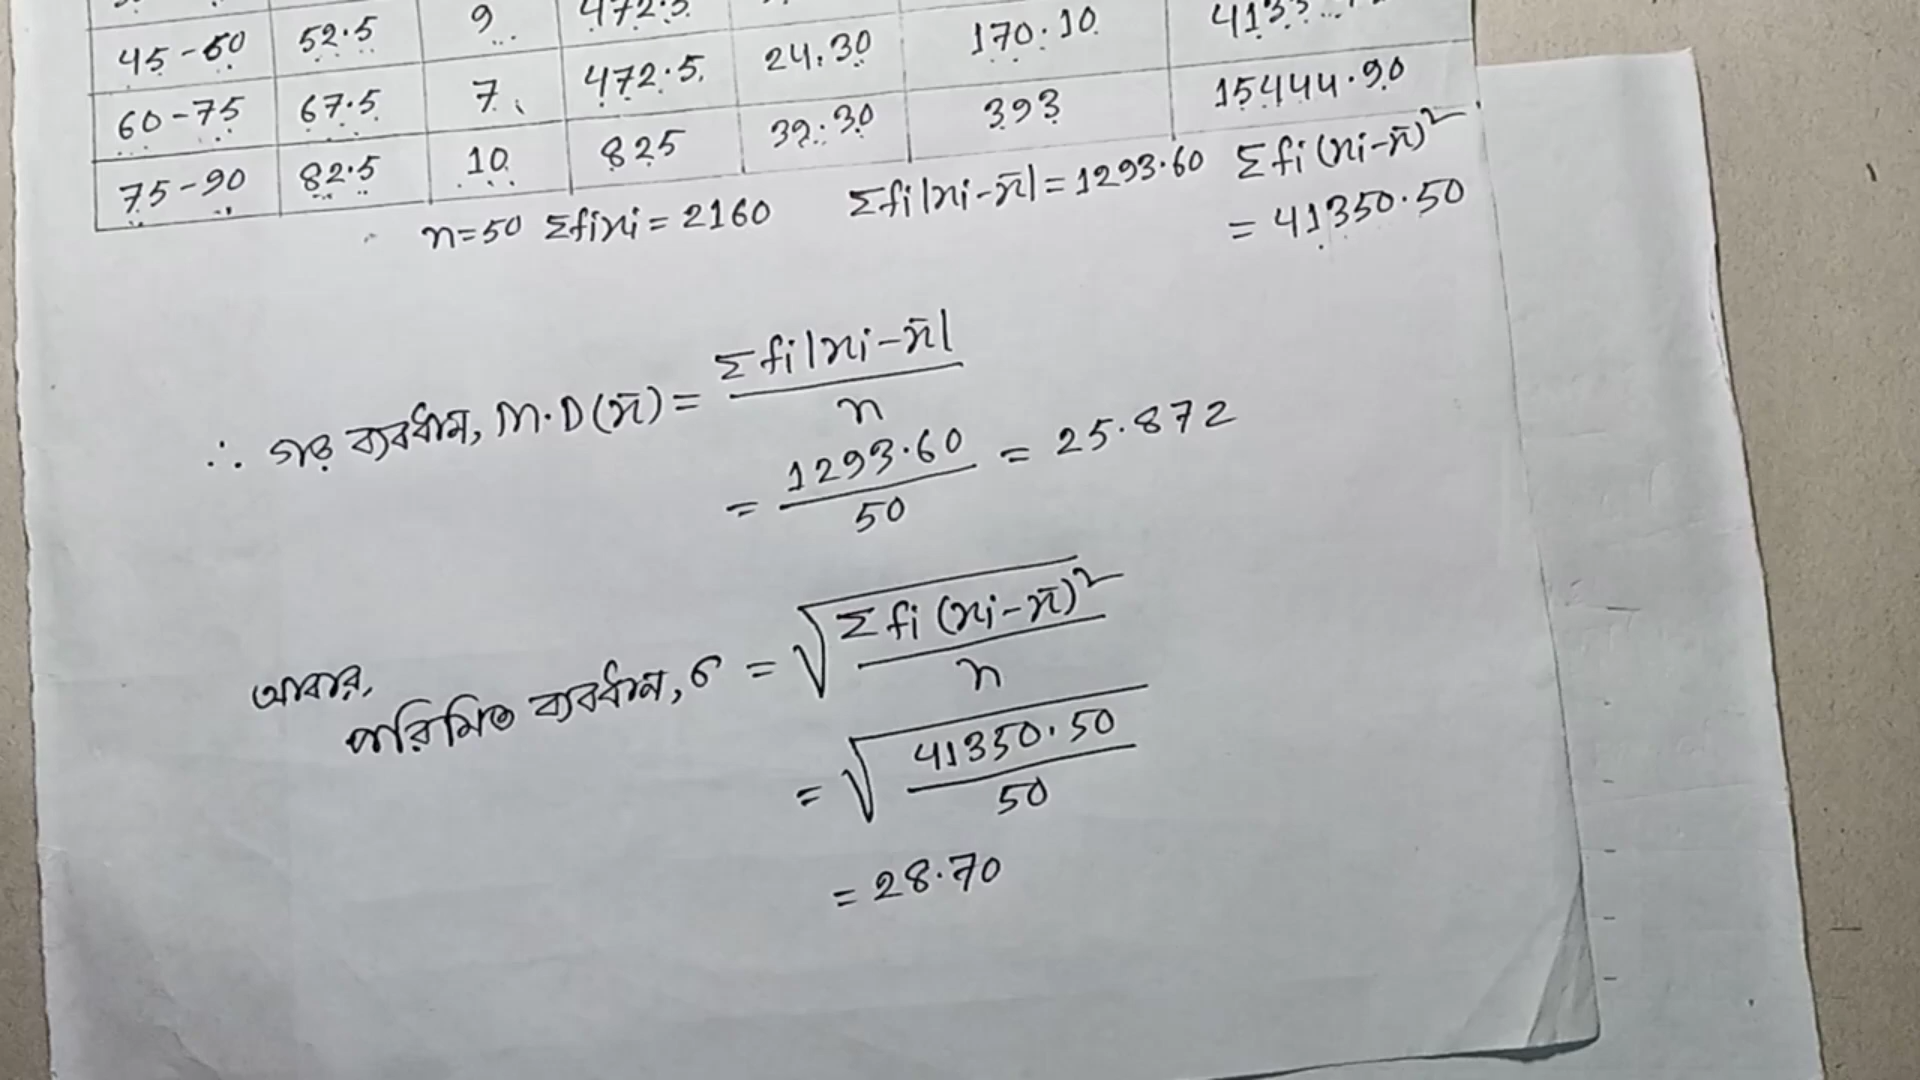 45-60 52.5 9 472.5
60-75 67.5 7 472.5 24.30 170.10
75-90 82.5 10 825 39.30 393 15444.90
n=50 Σfixi = 2160 Σfi|xi-x̄| = 1293.60 Σfi(xi-x̄)²
= 41350.50
∴ গড় ব্যবধান, M.D(x̄) = Σfi|xi-x̄| / n
= 1293.60 / 50 = 25.872
আবার,
পরিমিত ব্যবধান, σ = √(Σfi(xi-x̄)² / n)
= √(41350.50 / 50)
= 28.70